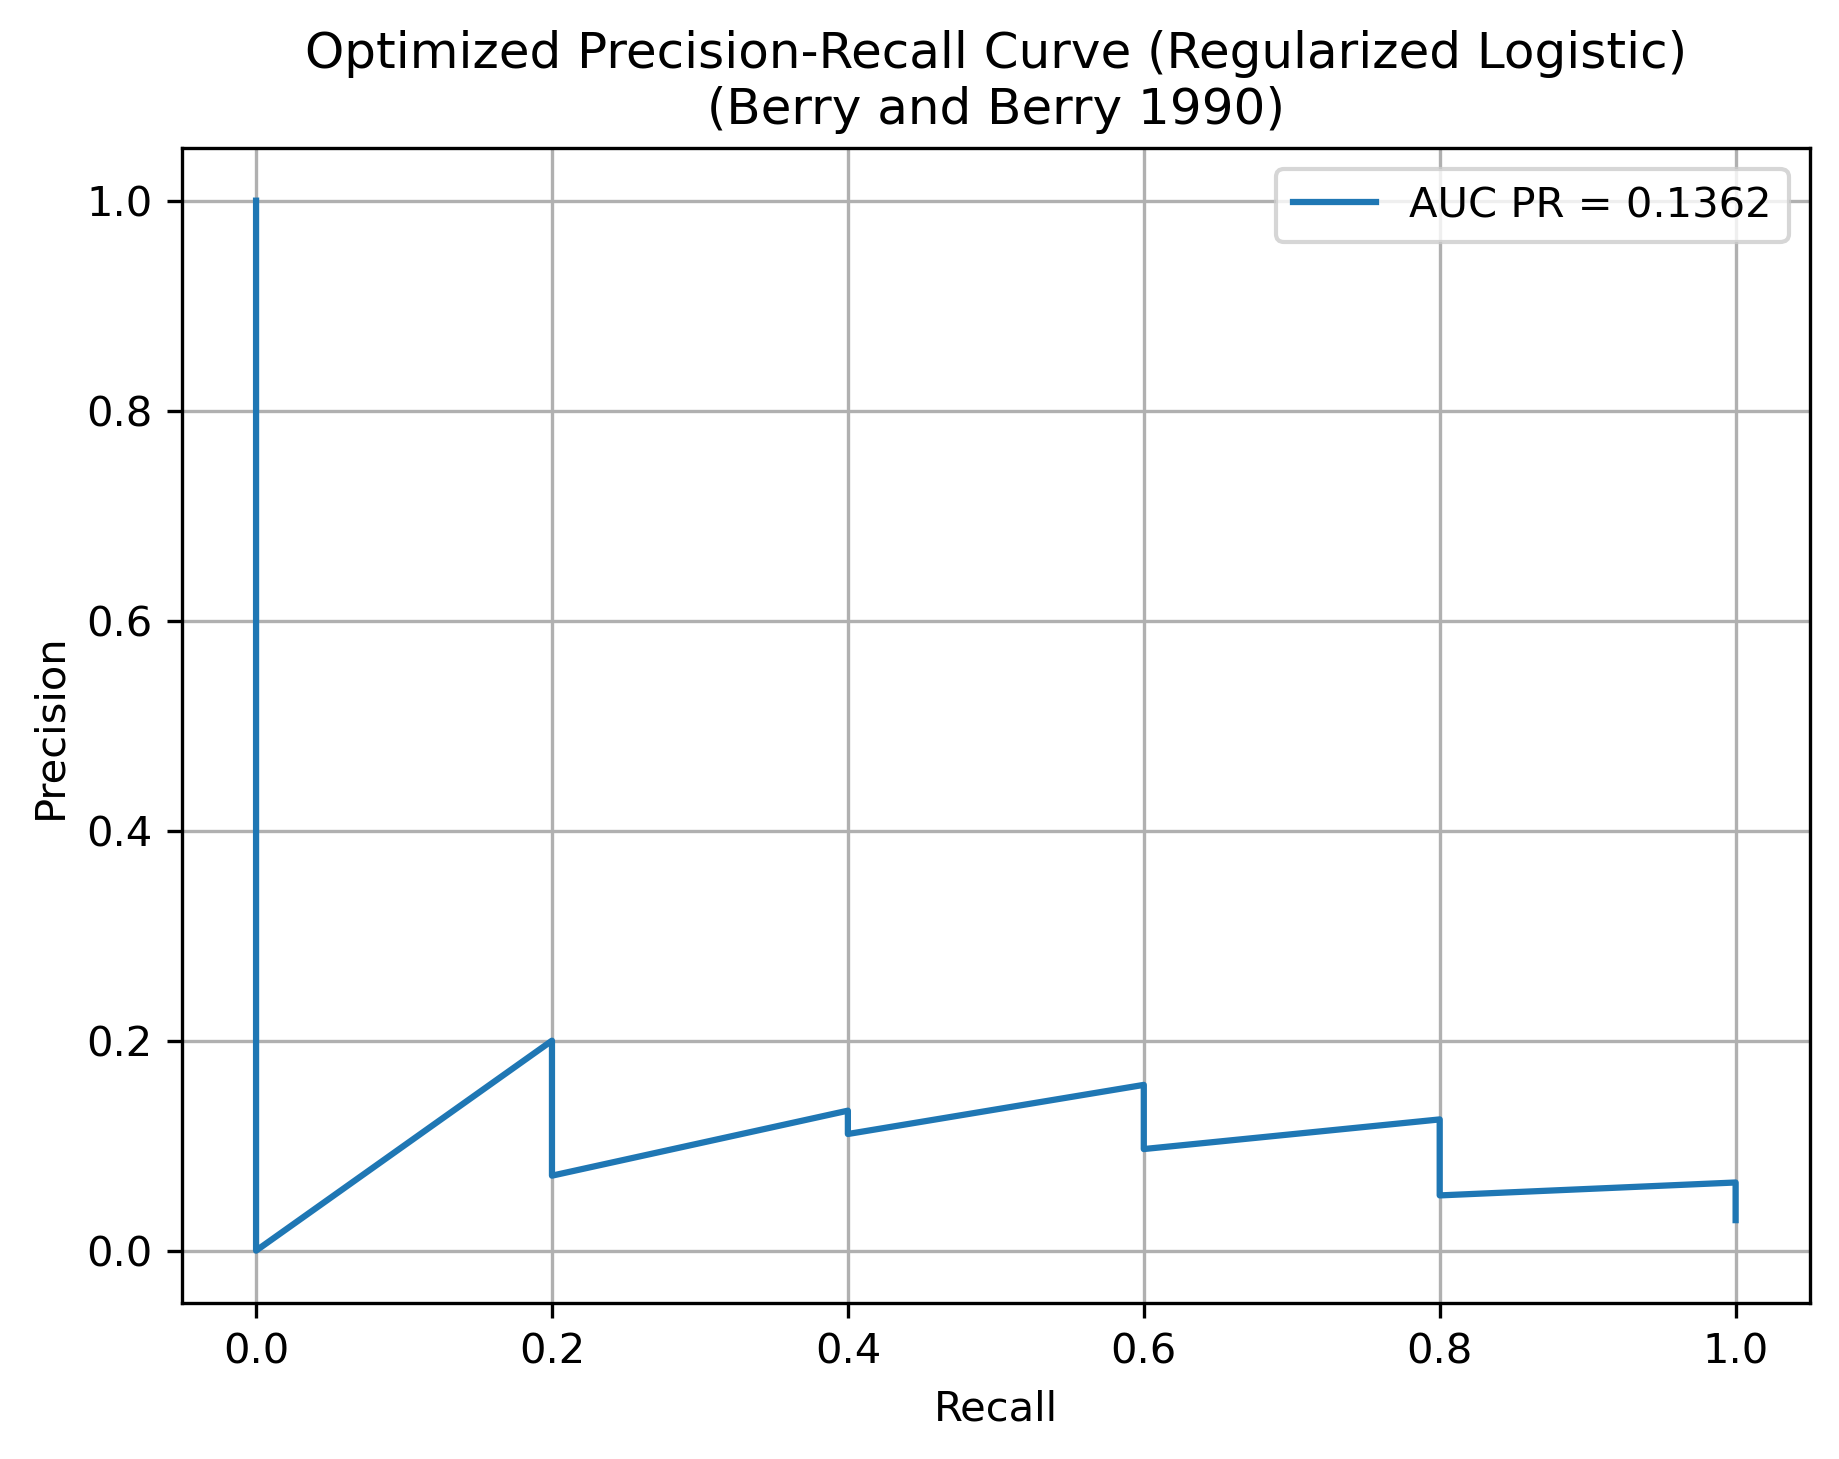 Optimized Precision-Recall Curve (Regularized Logistic)
(Berry and Berry 1990)
AUC PR = 0.1362
1.0
0.8
0.6
0.4
0.2
0.0
Precision
0.0 0.2 0.4 0.6 0.8 1.0
Recall